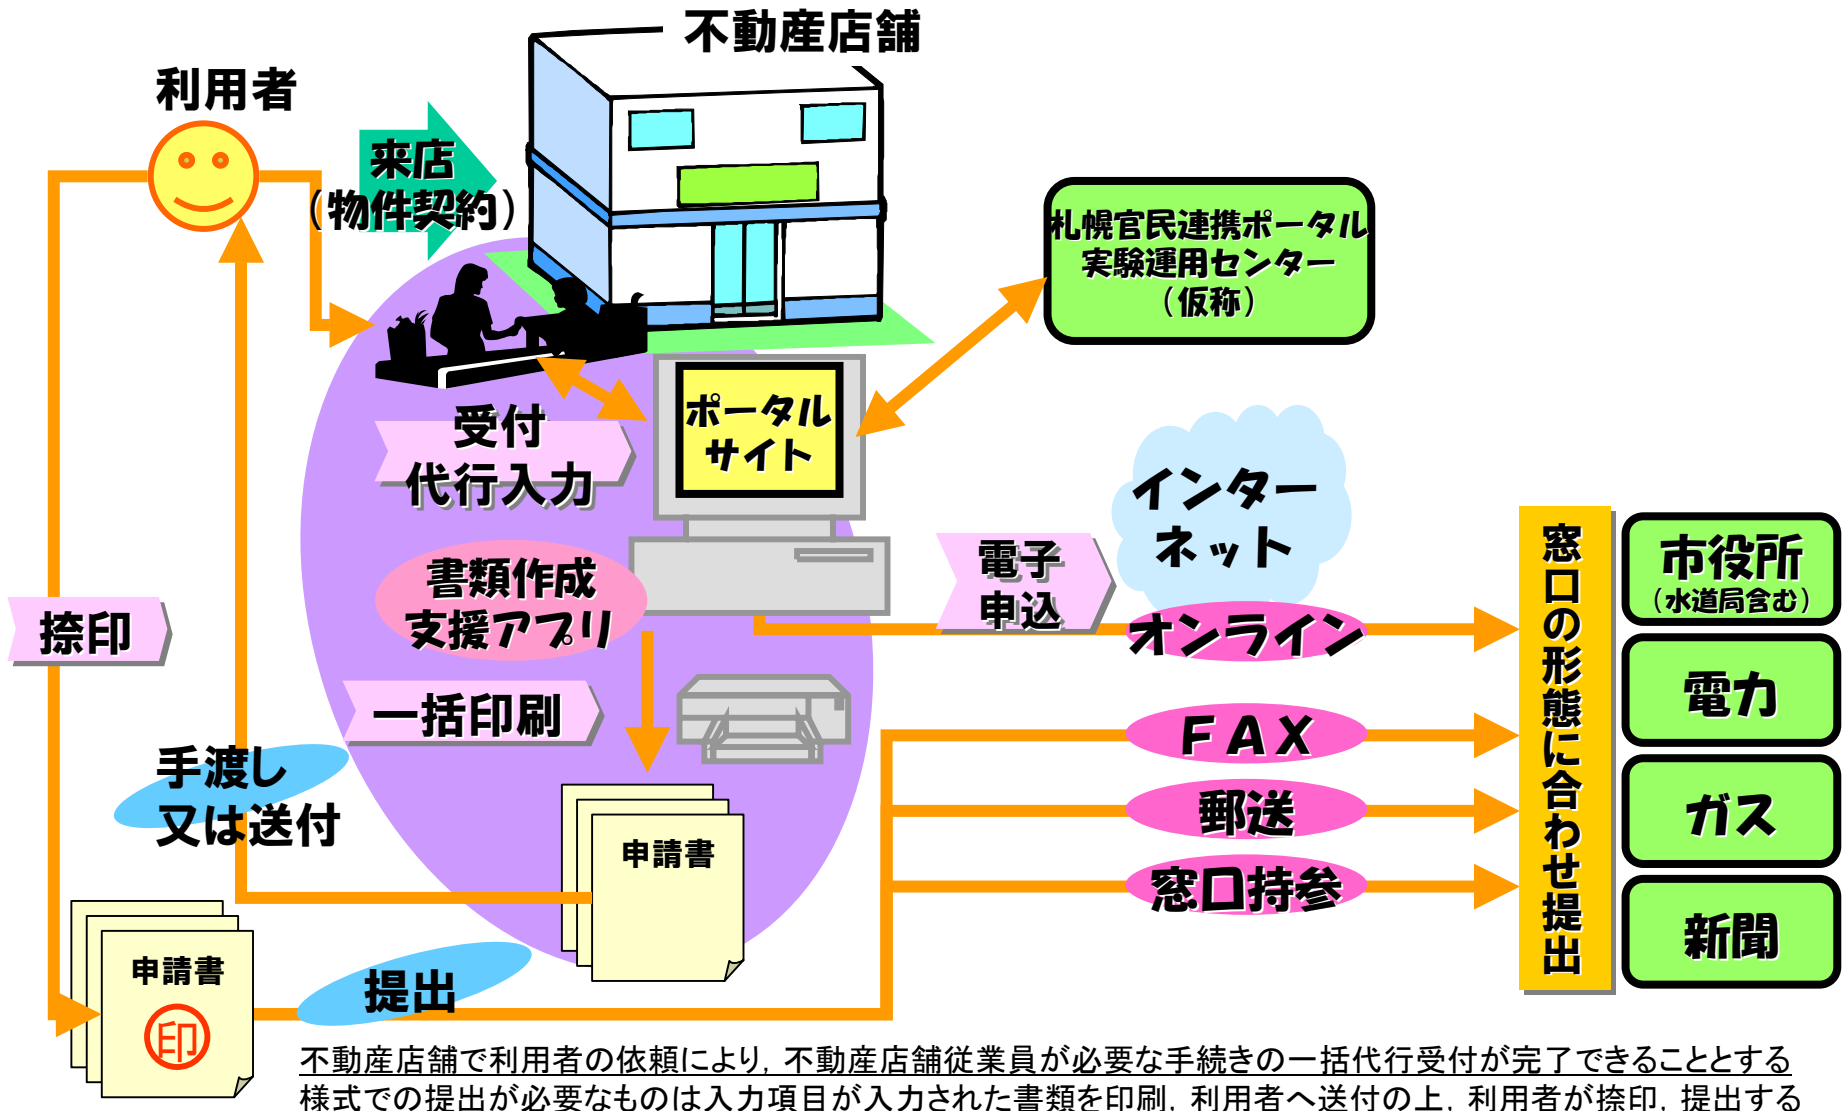 不動産店舗
利用者
来店
（物件契約）
札幌官民連携ポータル
実験運用センター
（仮称）
ポータル
サイト
受付
代行入力
インター
ネット
電子
申込
書類作成
支援アプリ
オンライン
捺印
一括印刷
ＦＡＸ
手渡し
又は送付
郵送
申請書
窓口持参
窓口の形態に合わせ提出
市役所
（水道局含む）
電力
ガス
新聞
申請書
印
提出
不動産店舗で利用者の依頼により，不動産店舗従業員が必要な手続きの一括代行受付が完了できることとする
様式での提出が必要なものは入力項目が入力された書類を印刷，利用者へ送付の上，利用者が捺印，提出する